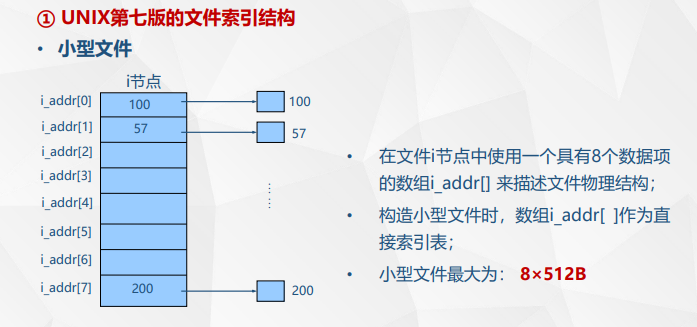 ① UNIX第七版的文件索引结构
• 小型文件
i节点
i_addr[0] 100 100
i_addr[1] 57 57
i_addr[2]
i_addr[3]
i_addr[4]
i_addr[5]
i_addr[6]
i_addr[7] 200 200
• 在文件i节点中使用一个具有8个数据项
的数组i_addr[] 来描述文件物理结构；
• 构造小型文件时，数组i_addr[ ]作为直
接索引表；
• 小型文件最大为： 8×512B